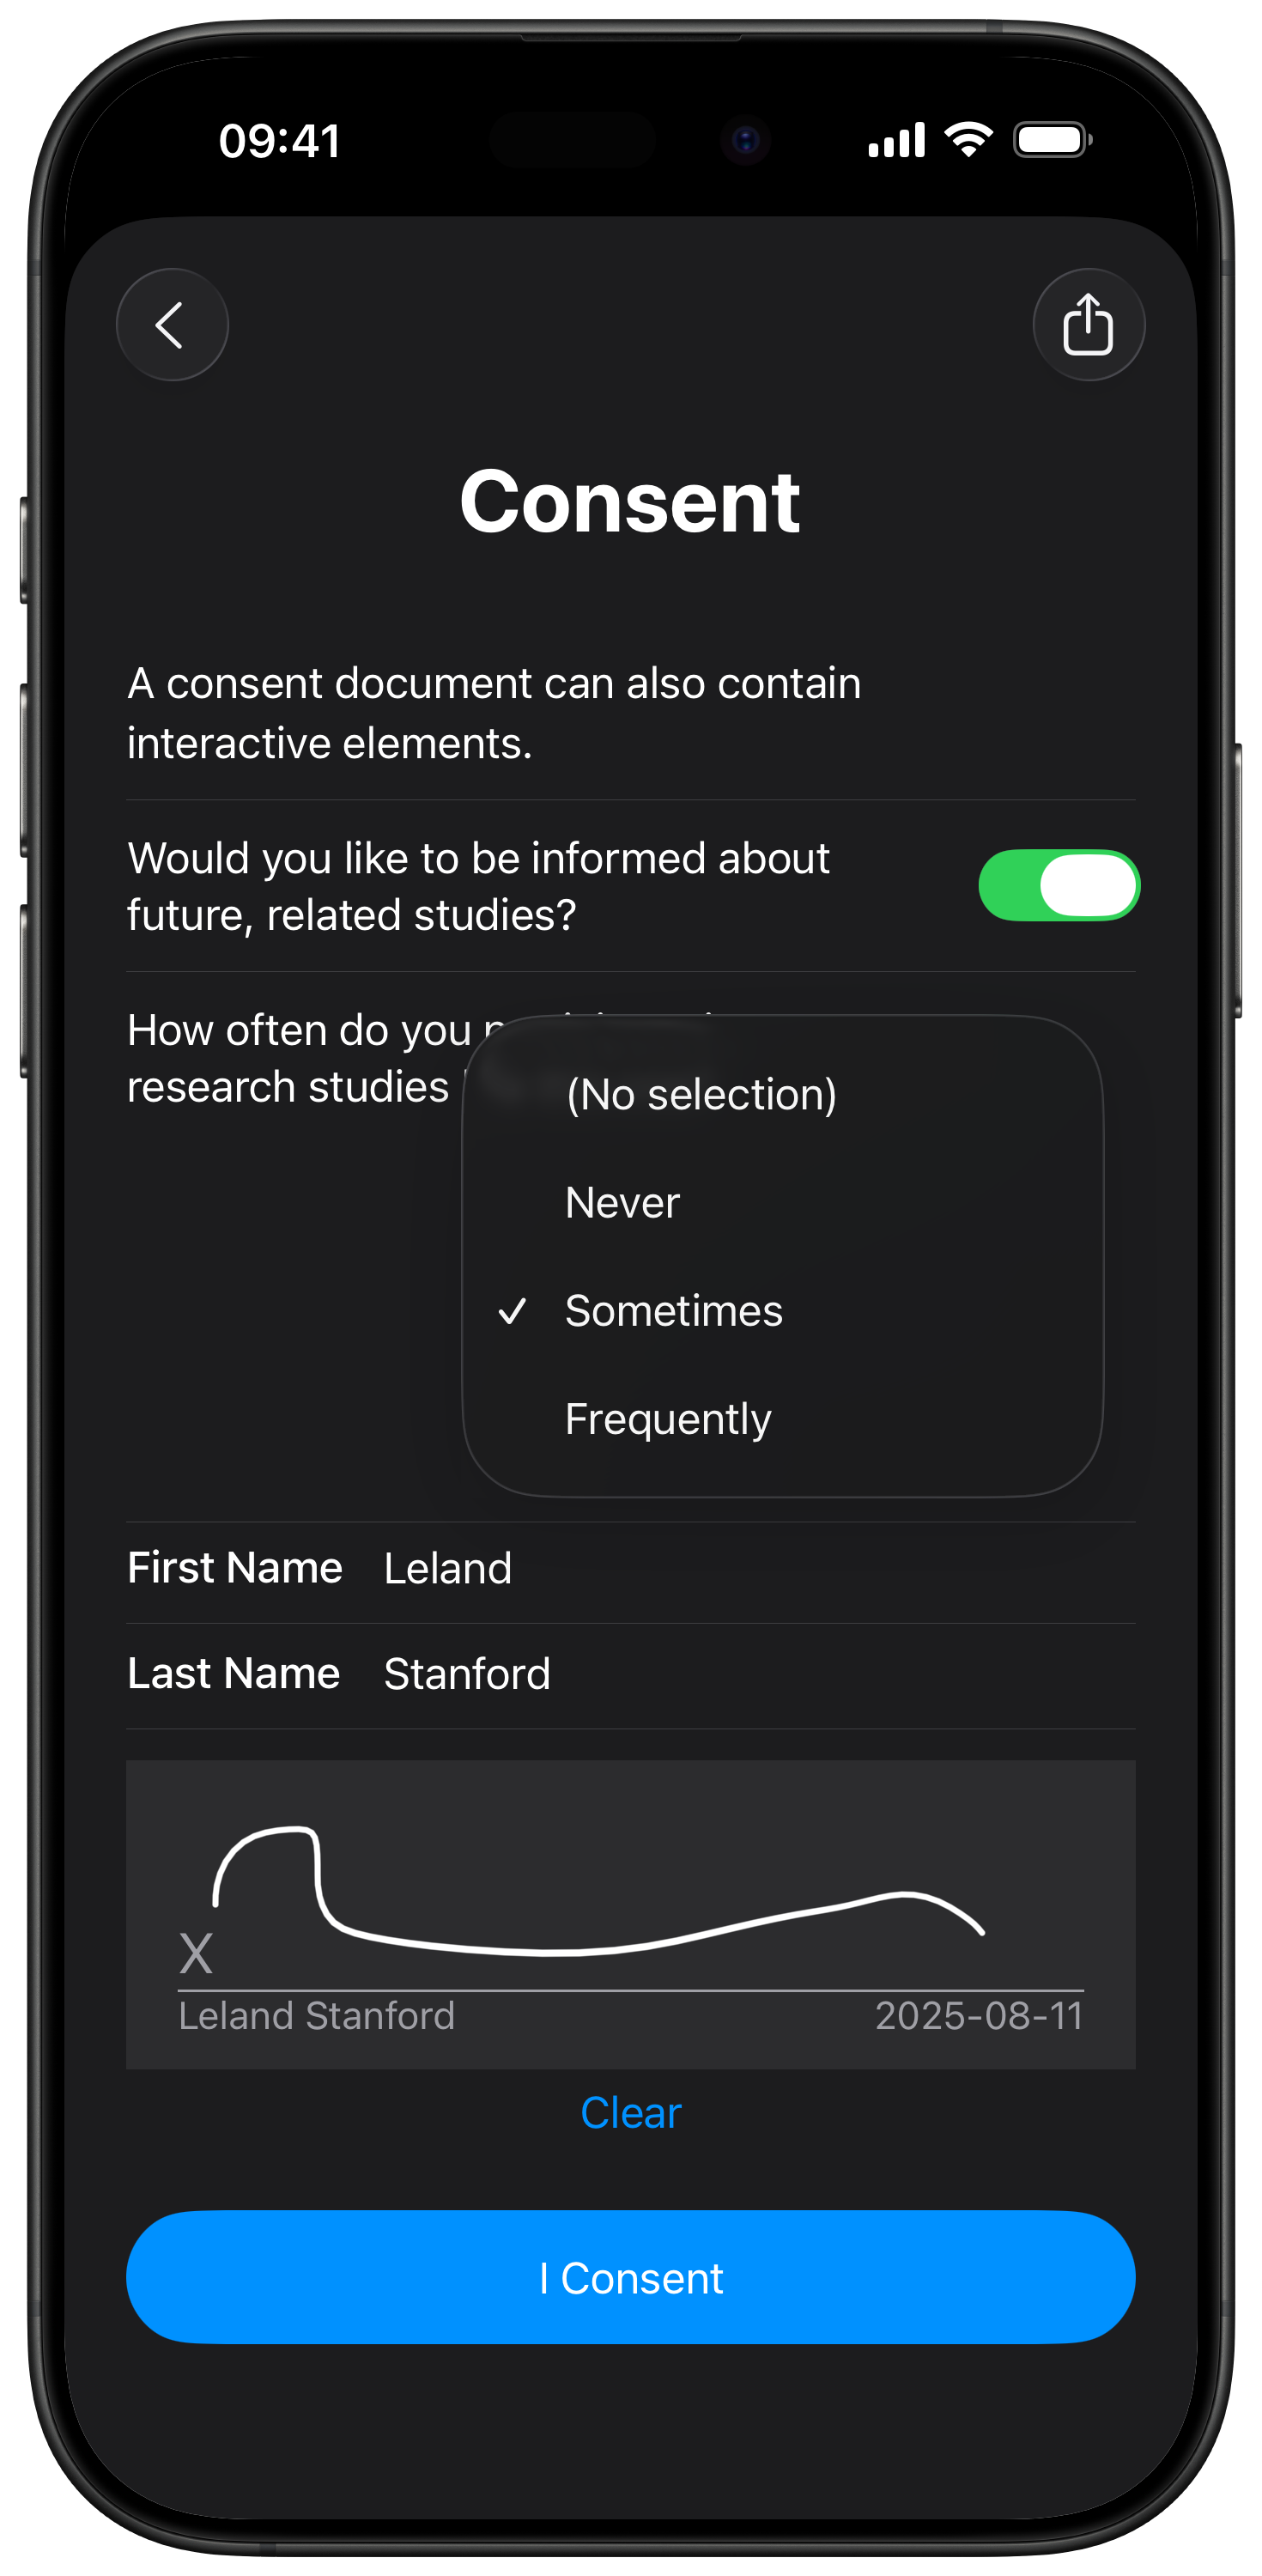 09:41
Consent
A consent document can also contain
interactive elements.
Would you like to be informed about
future, related studies?
How often do you
research studies
(No selection)
Never
Sometimes
Frequently
First Name Leland
Last Name Stanford
X
Leland Stanford 2025-08-11
Clear
I Consent